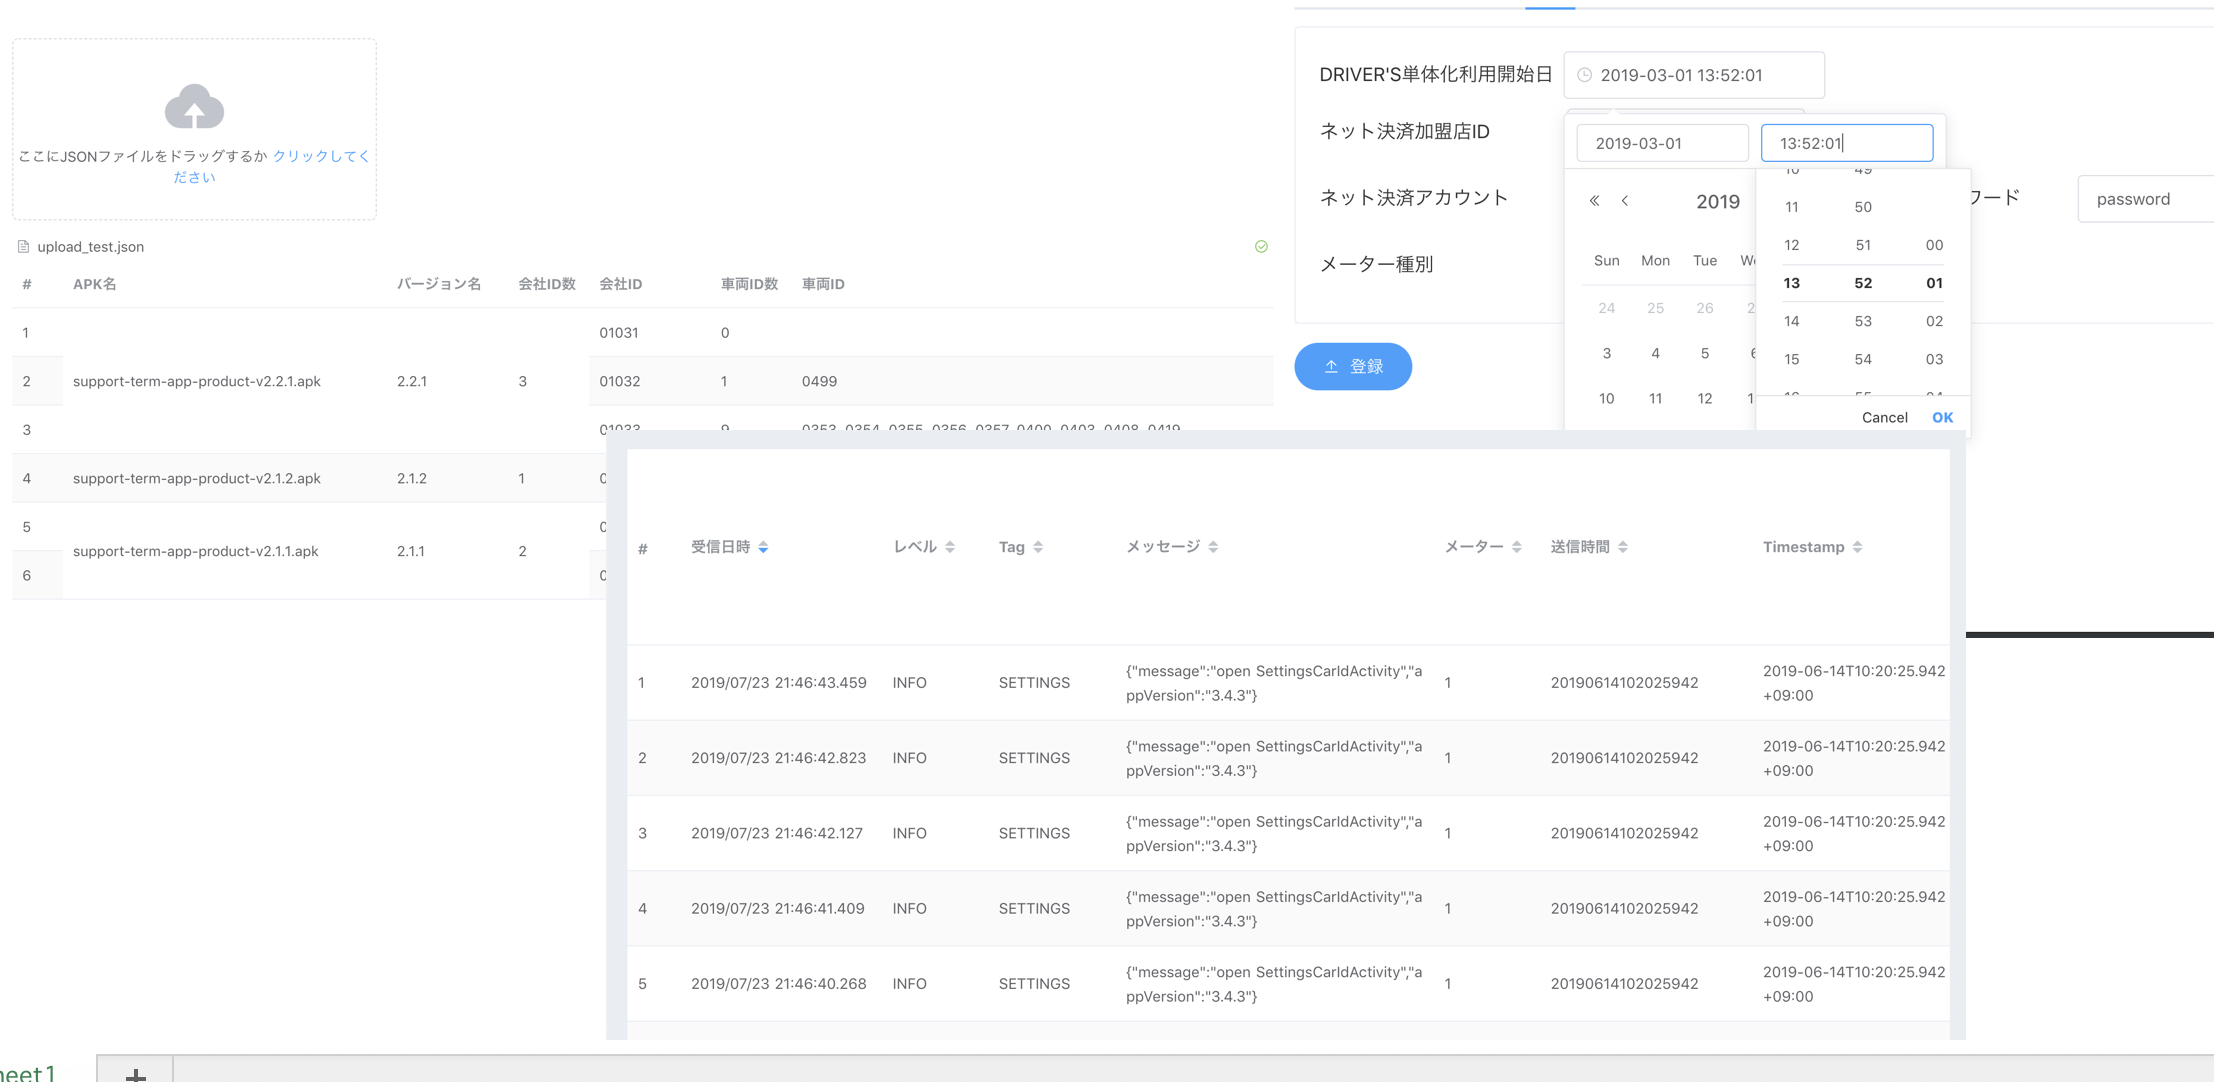 ここにJSONファイルをドラッグするか クリックしてく
ださい
upload_test.json
# APK名 バージョン名 会社ID数 会社ID 車両ID数 車両ID
1 01031 0
2 support-term-app-product-v2.2.1.apk 2.2.1 3 01032 1 0499
3 01033 9 0353, 0354, 0355, 0356, 0357, 0400, 0403, 0408, 0419
4 support-term-app-product-v2.1.2.apk 2.1.2 1 0
5 0
support-term-app-product-v2.1.1.apk 2.1.1 2
6 0
DRIVER'S単体化利用開始日 2019-03-01 13:52:01
ネット決済加盟店ID
2019-03-01 13:52:01
ネット決済アカウント
ワード password
メーター種別
登録
« ‹ 2019
Sun Mon Tue We
24 25 26 2
3 4 5 6
10 11 12 1
10 49
11 50
12 51 00
13 52 01
14 53 02
15 54 03
16 55 04
Cancel OK
# 受信日時 レベル Tag メッセージ メーター 送信時間 Timestamp
1 2019/07/23 21:46:43.459 INFO SETTINGS {"message":"open SettingsCarIdActivity","a 1 20190614102025942 2019-06-14T10:20:25.942
ppVersion":"3.4.3"} +09:00
2 2019/07/23 21:46:42.823 INFO SETTINGS {"message":"open SettingsCarIdActivity","a 1 20190614102025942 2019-06-14T10:20:25.942
ppVersion":"3.4.3"} +09:00
3 2019/07/23 21:46:42.127 INFO SETTINGS {"message":"open SettingsCarIdActivity","a 1 20190614102025942 2019-06-14T10:20:25.942
ppVersion":"3.4.3"} +09:00
4 2019/07/23 21:46:41.409 INFO SETTINGS {"message":"open SettingsCarIdActivity","a 1 20190614102025942 2019-06-14T10:20:25.942
ppVersion":"3.4.3"} +09:00
5 2019/07/23 21:46:40.268 INFO SETTINGS {"message":"open SettingsCarIdActivity","a 1 20190614102025942 2019-06-14T10:20:25.942
ppVersion":"3.4.3"} +09:00
heet1 +